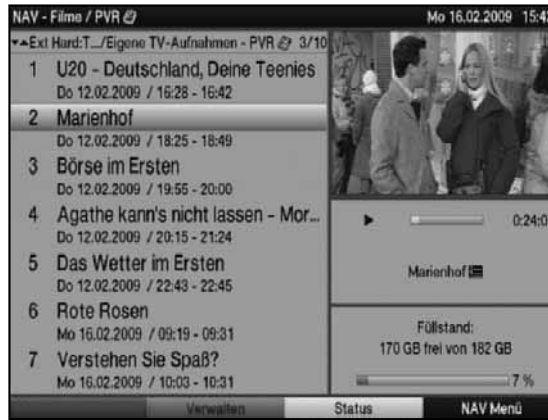 NAV - Filme / PVR
Mo 16.02.2009 15:43
Ext Hard:T.../Eigene TV-Aufnahmen - PVR 3/10
1 U20 - Deutschland, Deine Teenies
Do 12.02.2009 / 16:28 - 16:42
2 Marienhof
Do 12.02.2009 / 18:25 - 18:49
3 Börse im Ersten
Do 12.02.2009 / 19:55 - 20:00
4 Agathe kann's nicht lassen - Mor...
Do 12.02.2009 / 20:15 - 21:24
5 Das Wetter im Ersten
Do 12.02.2009 / 22:43 - 22:45
6 Rote Rosen
Mo 16.02.2009 / 09:19 - 09:31
7 Verstehen Sie Spaß?
Mo 16.02.2009 / 10:03 - 10:31
0:24:0
Marienhof
Füllstand:
170 GB frei von 182 GB
7 %
Verwalten
Status
NAV Menü